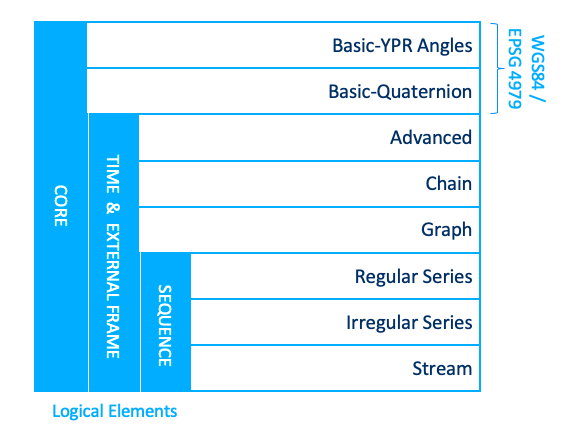 Basic-YPR Angles
Basic-Quaternion
Advanced
Chain
Graph
Regular Series
Irregular Series
Stream
CORE
TIME & EXTERNAL FRAME
SEQUENCE
WGS84 /
EPSG 4979
Logical Elements